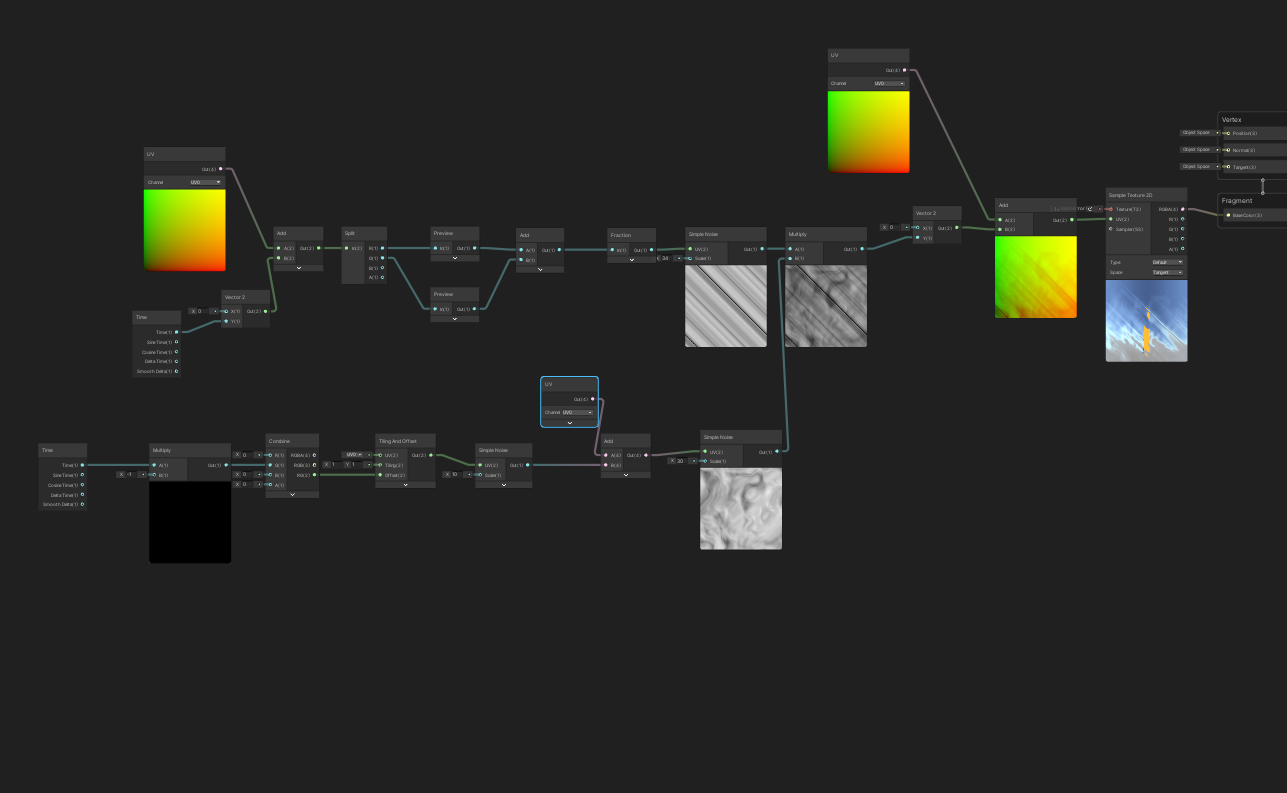 UV
Out(4)
Channel UV0
Vertex
Object Space Position(3)
Object Space Normal(3)
Object Space Tangent(3)
Fragment
BaseColor(3)
UV
Out(4)
Channel UV0
Sample Texture 2D
Texture(T2) RGBA(4)
UV(2) R(1)
Sampler(SS) G(1)
B(1)
A(1)
Type Default
Space Tangent
Add
A(2) Out(2)
B(2)
Vector 2
X 0 X(1) Out(2)
Y(1)
Add
A(2) Out(2)
B(2)
Split
In(2) R(1)
G(1)
B(1)
A(1)
Preview
In(1) Out(1)
Add
A(1) Out(1)
B(1)
Fraction
In(1) Out(1)
Simple Noise
UV(2) Out(1)
34 Scale(1)
Multiply
A(1) Out(1)
B(1)
Preview
In(1) Out(1)
Vector 2
X 0 X(1) Out(2)
Y(1)
Time
Time(1)
Sine Time(1)
Cosine Time(1)
Delta Time(1)
Smooth Delta(1)
UV
Out(4)
Channel UV0
Time
Time(1)
Sine Time(1)
Cosine Time(1)
Delta Time(1)
Smooth Delta(1)
Multiply
A(1) Out(1)
X -1 B(1)
Combine
X 0 R(1) RGBA(4)
G(1) RGB(3)
X 0 B(1) RG(2)
X 0 A(1)
Tiling And Offset
UV0 UV(2) Out(2)
X 1 Y 1 Tiling(2)
Offset(2)
Simple Noise
UV(2) Out(1)
X 10 Scale(1)
Add
A(4) Out(4)
B(4)
Simple Noise
UV(2) Out(1)
X 30 Scale(1)